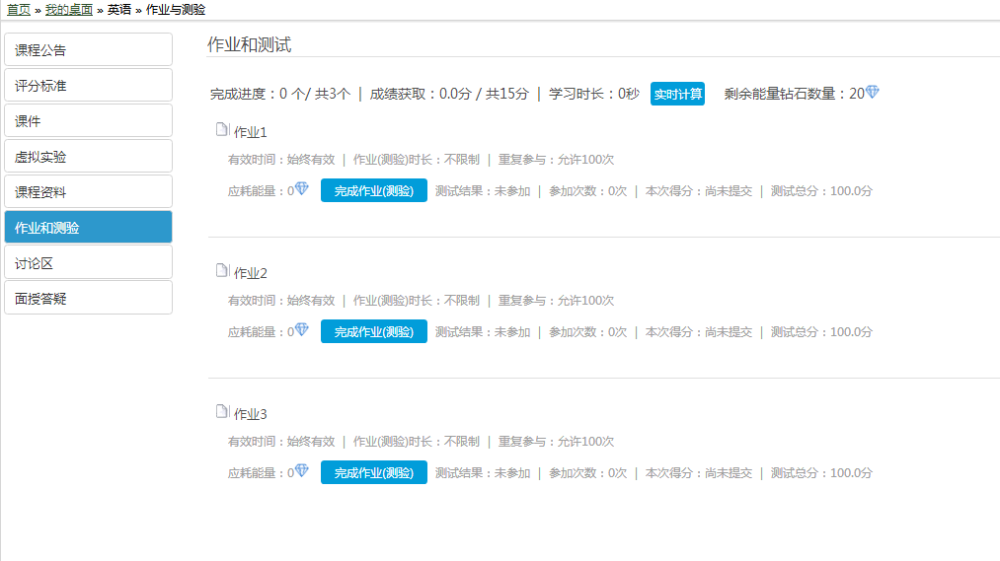 首页 » 我的桌面 » 英语 » 作业与测验
课程公告
评分标准
课件
虚拟实验
课程资料
作业和测验
讨论区
面授答疑
作业和测试
完成进度：0 个/ 共3个 | 成绩获取：0.0分 / 共15分 | 学习时长：0秒 实时计算 剩余能量钻石数量：20
作业1
有效时间：始终有效 | 作业(测验)时长：不限制 | 重复参与：允许100次
应耗能量：0 完成作业(测验) 测试结果：未参加 | 参加次数：0次 | 本次得分：尚未提交 | 测试总分：100.0分
作业2
有效时间：始终有效 | 作业(测验)时长：不限制 | 重复参与：允许100次
应耗能量：0 完成作业(测验) 测试结果：未参加 | 参加次数：0次 | 本次得分：尚未提交 | 测试总分：100.0分
作业3
有效时间：始终有效 | 作业(测验)时长：不限制 | 重复参与：允许100次
应耗能量：0 完成作业(测验) 测试结果：未参加 | 参加次数：0次 | 本次得分：尚未提交 | 测试总分：100.0分